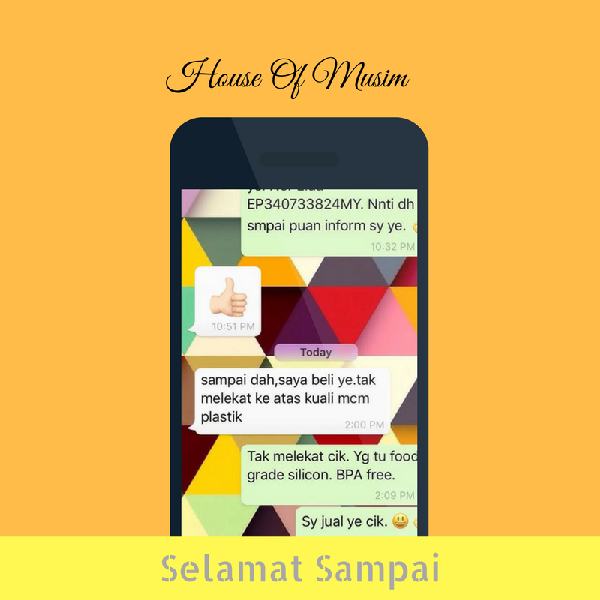 House Of Musim
EP340733824MY. Nnti dh
smpai puan inform sy ye.
10:32 PM
10:51 PM
Today
sampai dah,saya beli ye.tak
melekat ke atas kuali mcm
plastik
2:00 PM
Tak melekat cik. Yg tu food
grade silicon. BPA free.
2:09 PM
Sy jual ye cik. 😃
Selamat Sampai